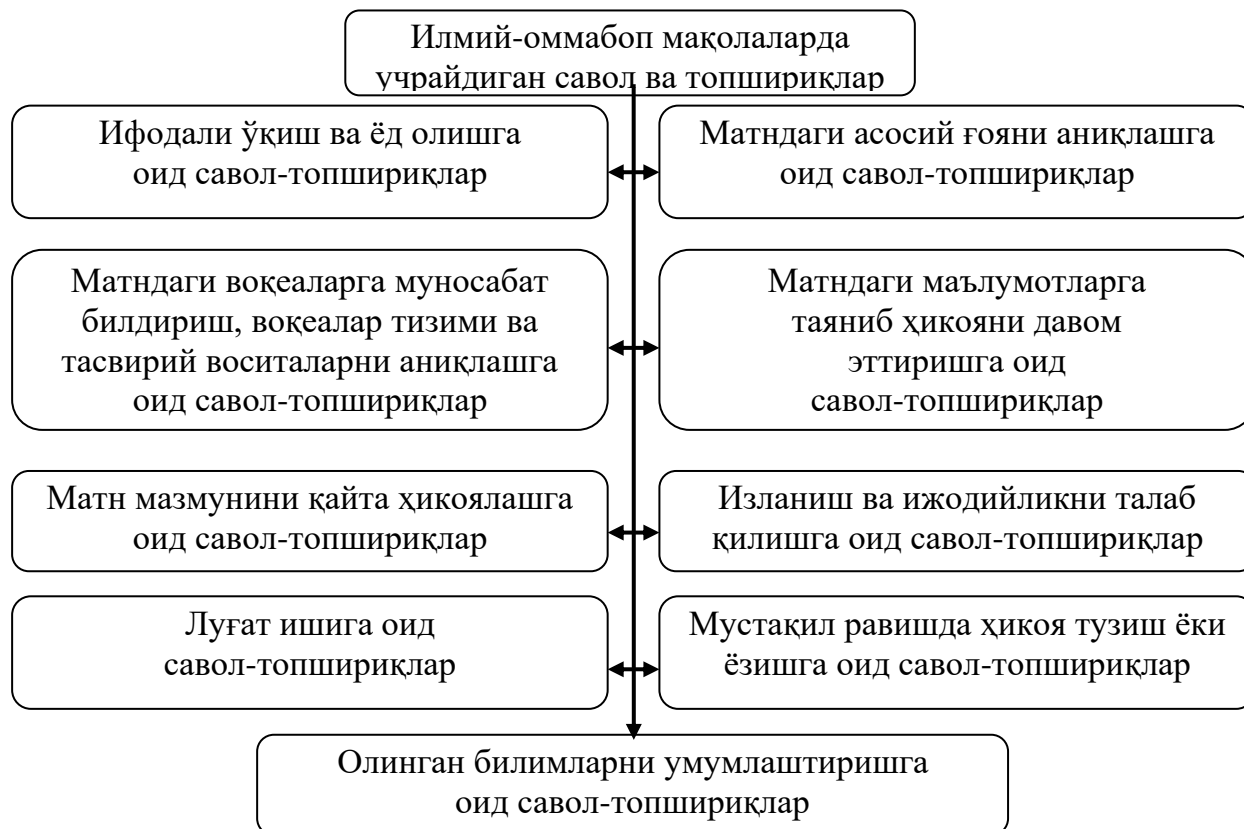 Илмий-оммабоп мақолаларда
учрайдиган савол ва топшириқлар
Ифодали ўқиш ва ёд олишга
оид савол-топшириқлар
Матндаги асосий ғояни аниқлашга
оид савол-топшириқлар
Матндаги воқеаларга муносабат
билдириш, воқеалар тизими ва
тасвирий воситаларни аниқлашга
оид савол-топшириқлар
Матндаги маълумотларга
таяниб ҳикояни давом
эттиришга оид
савол-топшириқлар
Матн мазмунини қайта ҳикоялашга
оид савол-топшириқлар
Изланиш ва ижодийликни талаб
қилишга оид савол-топшириқлар
Луғат ишига оид
савол-топшириқлар
Мустақил равишда ҳикоя тузиш ёки
ёзишга оид савол-топшириқлар
Олинган билимларни умумлаштиришга
оид савол-топшириқлар